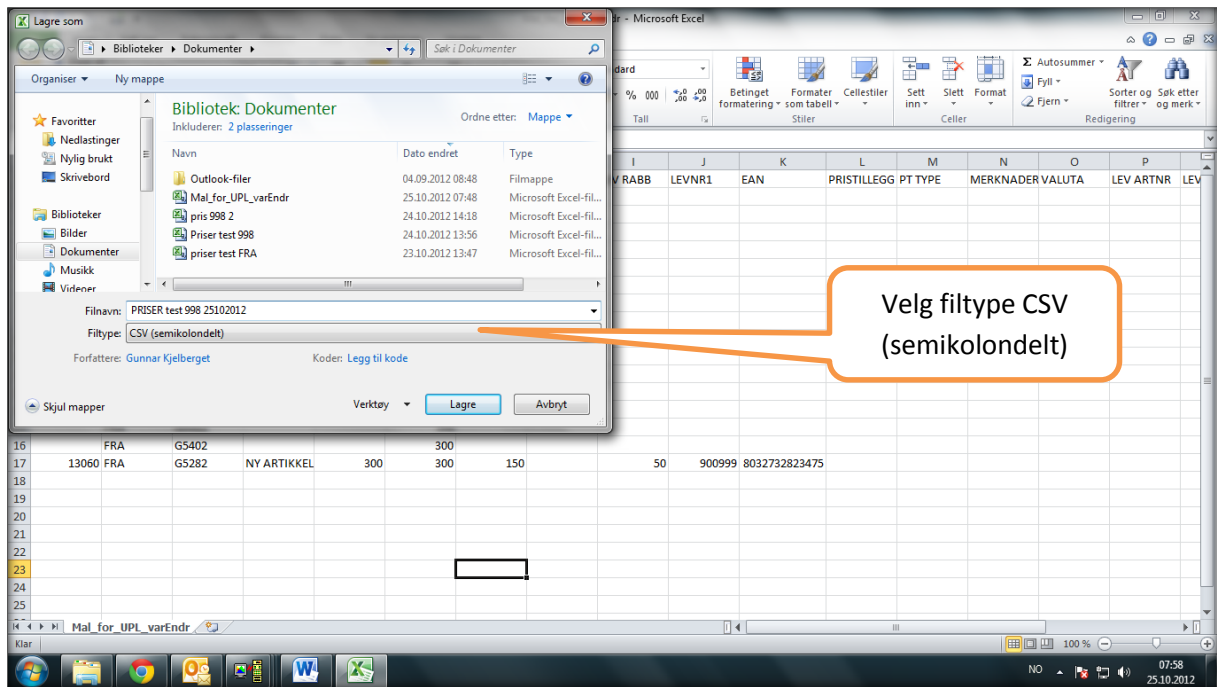 Lagre som
dr - Microsoft Excel
Biblioteker
Dokumenter
Søk i Dokumenter
Organiser
Ny mappe
Favoritter
Nedlastinger
Nylig brukt
Skrivebord
Biblioteker
Bilder
Dokumenter
Musikk
Videoer
Bibliotek: Dokumenter
Inkluderer: 2 plasseringer
Ordne etter: Mappe
Navn Dato endret Type
Outlook-filer 04.09.2012 08:48 Filmappe
Mal_for_UPL_varEndr 25.10.2012 07:48 Microsoft Excel-fil...
pris 998 2 24.10.2012 14:18 Microsoft Excel-fil...
Priser test 998 24.10.2012 13:56 Microsoft Excel-fil...
priser test FRA 23.10.2012 13:47 Microsoft Excel-fil...
Filnavn: PRISER test 998 25102012
Filtype: CSV (semikolondelt)
Forfattere: Gunnar Kjelberget Koder: Legg til kode
Skjul mapper
Verktøy
Lagre
Avbryt
dard
% 000 ,00 ,00
Tall
Betinget formatering
Formater som tabell
Cellestiler
Stiler
Sett inn
Slett
Format
Celler
Σ Autosummer
Fyll
Fjern
Sorter og filtrer
Søk etter og merk
Redigering
I J K L M N O P
V RABB LEVNR1 EAN PRISTILLEGG PT TYPE MERKNADER VALUTA LEV ARTNR LEV
Velg filtype CSV
(semikolondelt)
16 FRA G5402 300
17 13060 FRA G5282 NY ARTIKKEL 300 300 150 50 900999 8032732823475
18
19
20
21
22
23
24
25
Mal_for_UPL_varEndr
Klar
100 %
NO
07:58
25.10.2012